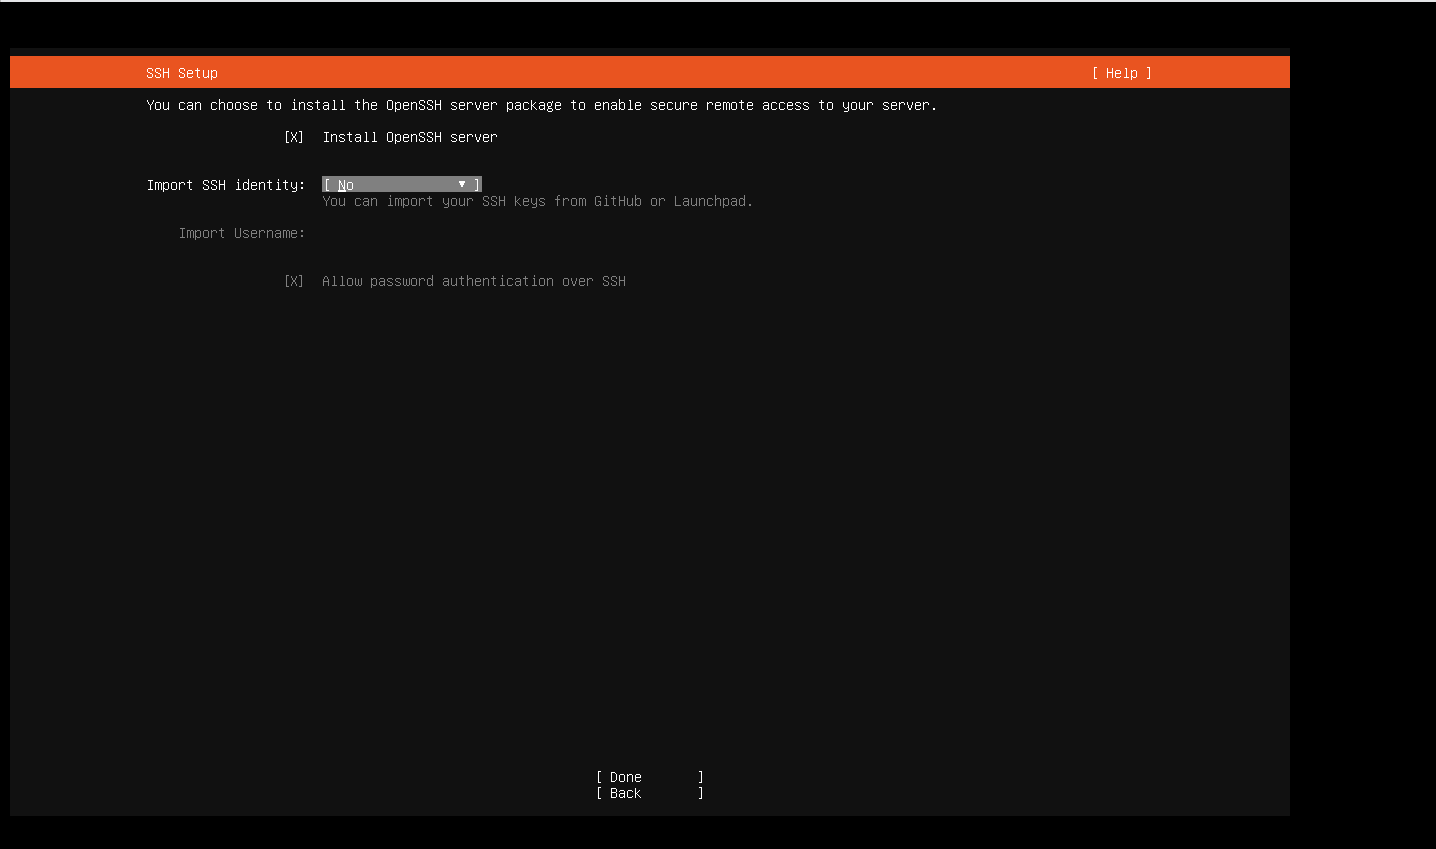 SSH Setup [ Help ]
You can choose to install the OpenSSH server package to enable secure remote access to your server.
[X] Install OpenSSH server
Import SSH identity: [ No ▼ ]
You can import your SSH keys from GitHub or Launchpad.
Import Username:
[X] Allow password authentication over SSH
[ Done ]
[ Back ]